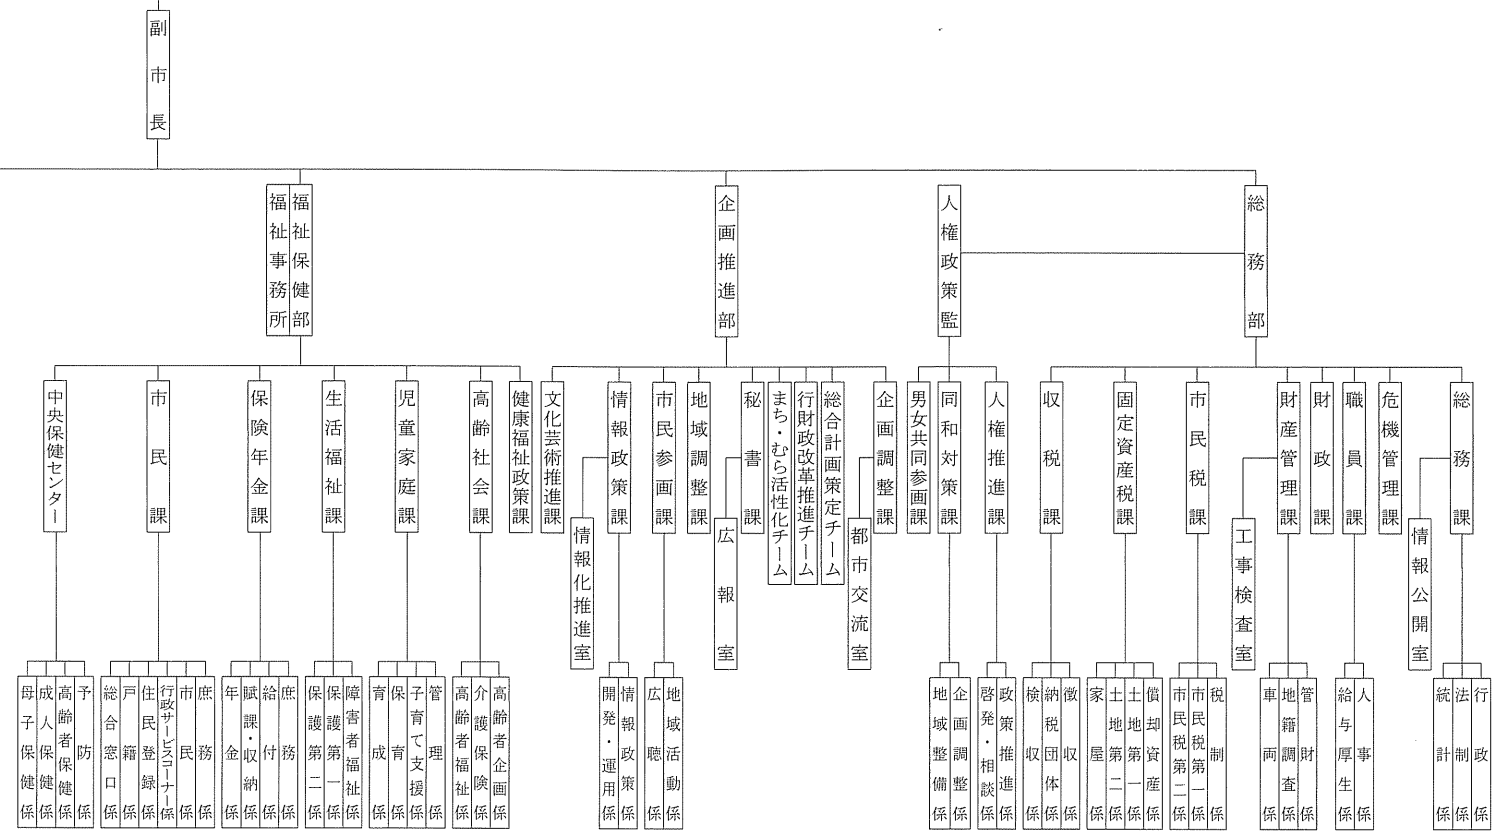 副市長
総務部
人権政策監
企画推進部
福祉保健部
福祉事務所
総務課
情報公開室
危機管理課
職員課
財政課
財産管理課
工事検査室
市民税課
固定資産税課
収税課
人権推進課
同和対策課
男女共同参画課
企画調整課
都市交流室
総合計画策定チーム
行財政改革推進チーム
まち・むら活性化チーム
秘書課
広報室
地域調整課
市民参画課
情報政策課
情報化推進室
文化芸術推進課
健康福祉政策課
高齢社会課
児童家庭課
生活福祉課
保険年金課
市民課
中央保健センター
行政係
法制係
統計係
人事係
給与厚生係
管財係
地籍調査係
車両係
税制係
市民税第一係
市民税第二係
償却資産係
土地第一係
土地第二係
家屋係
徴収係
納税団体係
検収係
政策推進係
啓発・相談係
企画調整係
地域整備係
地域活動係
広聴係
情報政策係
開発・運用係
高齢者企画係
介護保険係
高齢者福祉係
管理係
子育て支援係
保育係
育成係
障害者福祉係
保護第一係
保護第二係
庶務係
給付係
賦課・収納係
年金係
庶務係
市民係
行政サービスコーナー係
住民登録係
戸籍係
総合窓口係
予防係
高齢者保健係
成人保健係
母子保健係